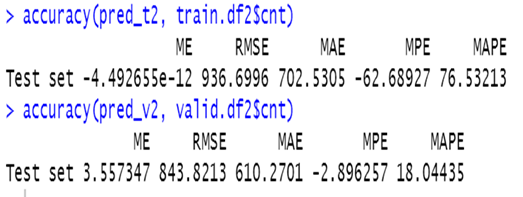 > accuracy(pred_t2, train.df2$cnt)
ME RMSE MAE MPE MAPE
Test set -4.492655e-12 936.6996 702.5305 -62.68927 76.53213
> accuracy(pred_v2, valid.df2$cnt)
ME RMSE MAE MPE MAPE
Test set 3.557347 843.8213 610.2701 -2.896257 18.04435